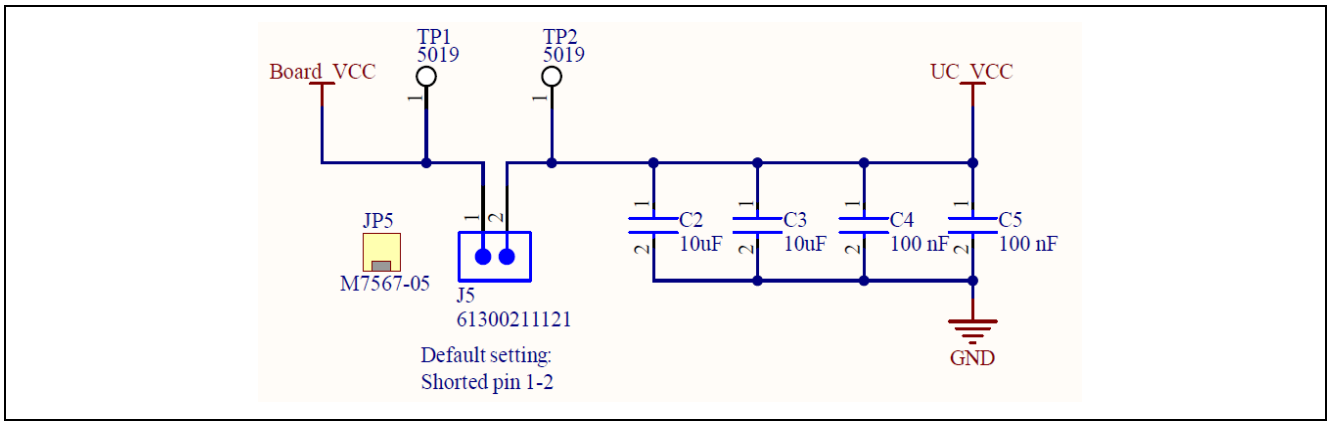 TP1
5019
TP2
5019
Board_VCC
UC_VCC
1
1
1
2
JP5
M7567-05
J5
61300211121
Default setting:
Shorted pin 1-2
1
2
C2
10uF
1
2
C3
10uF
1
2
C4
100 nF
1
2
C5
100 nF
GND